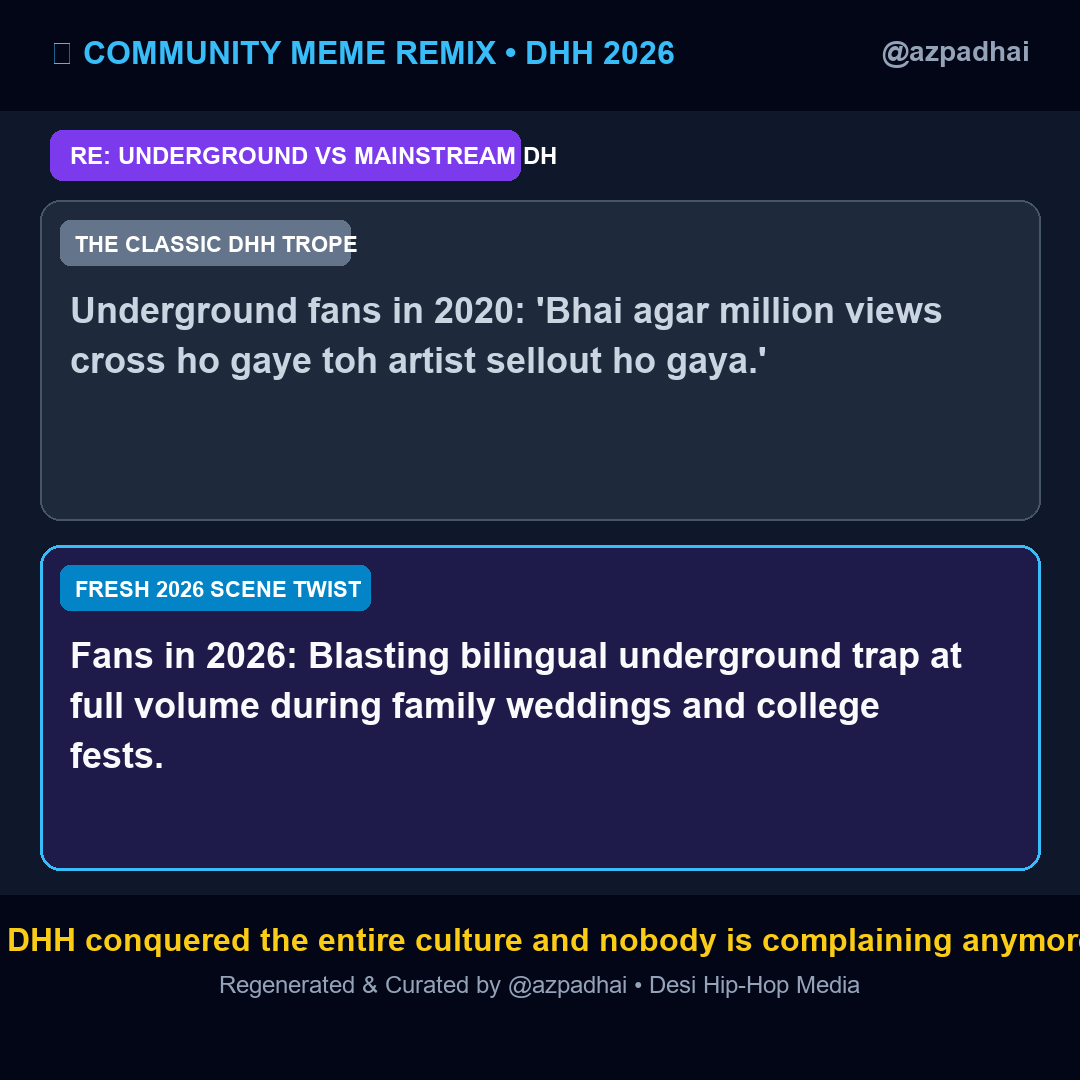 COMMUNITY MEME REMIX • DHH 2026
@azpadhai
RE: UNDERGROUND VS MAINSTREAM DH
THE CLASSIC DHH TROPE
Underground fans in 2020: 'Bhai agar million views
cross ho gaye toh artist sellout ho gaya.'
FRESH 2026 SCENE TWIST
Fans in 2026: Blasting bilingual underground trap at
full volume during family weddings and college
fests.
DHH conquered the entire culture and nobody is complaining anymore
Regenerated & Curated by @azpadhai • Desi Hip-Hop Media